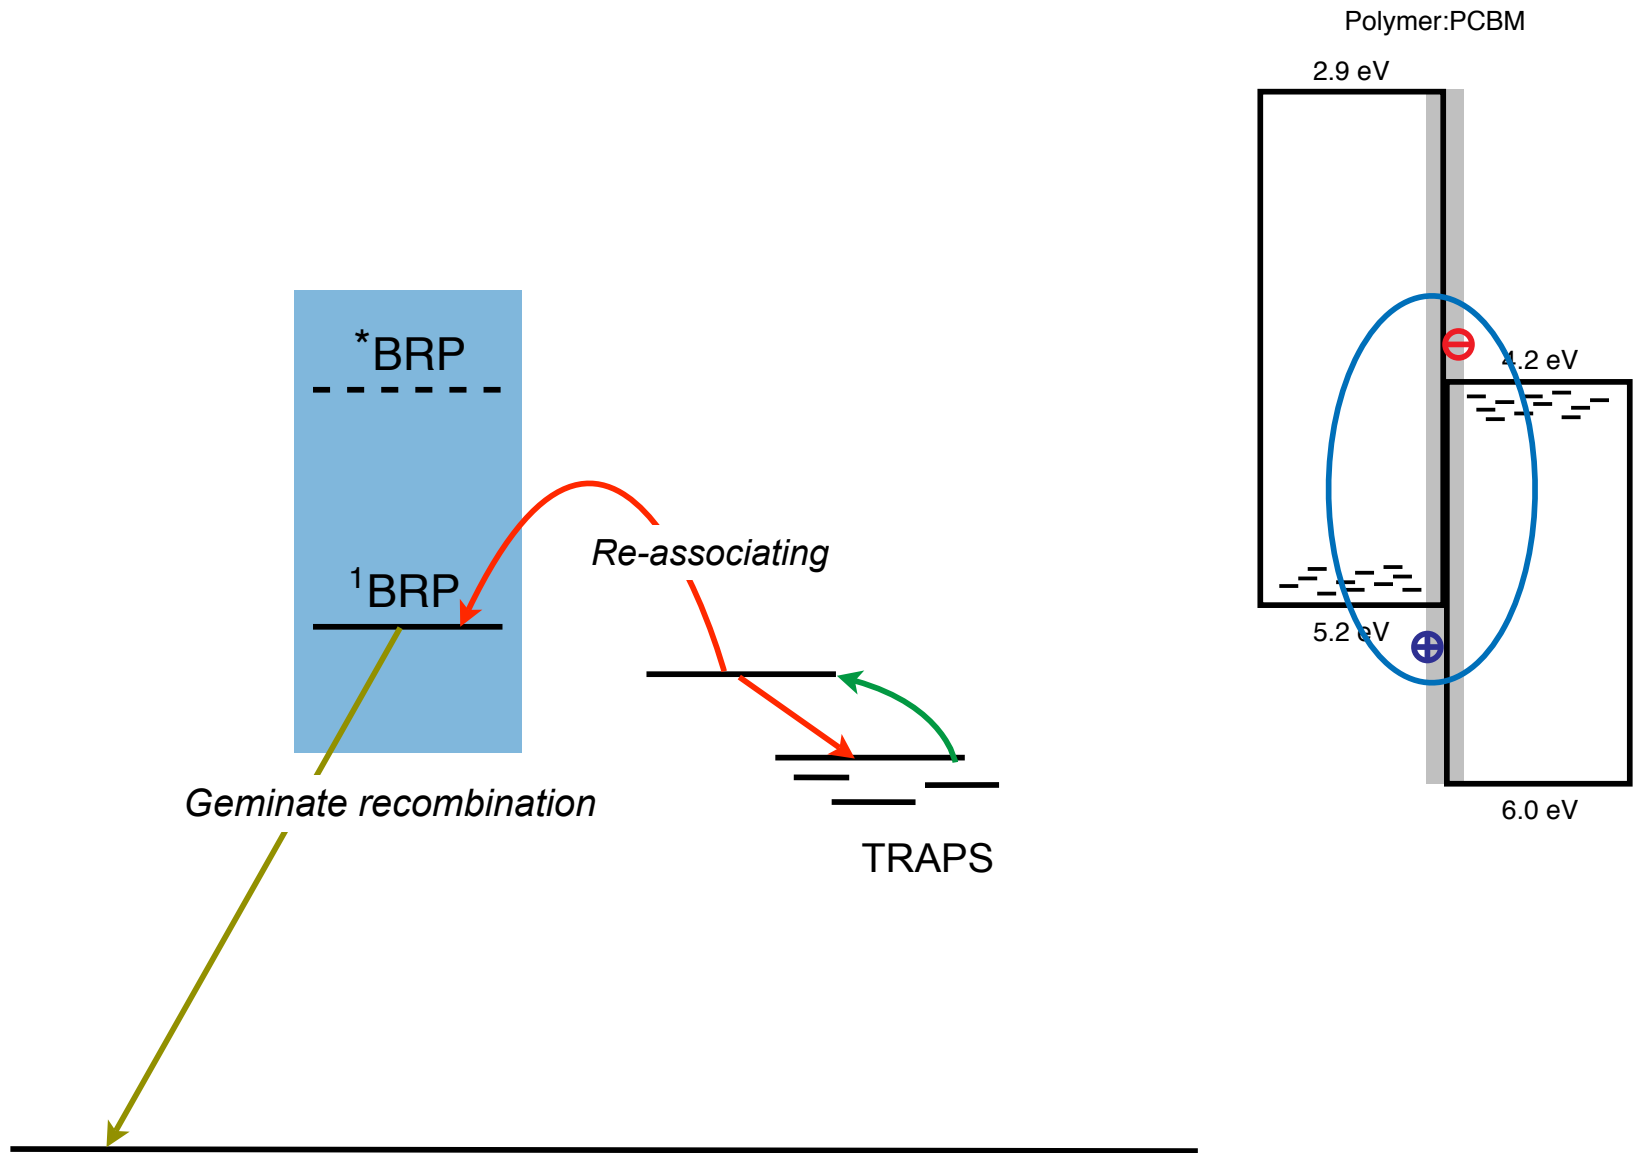 Polymer:PCBM
2.9 eV
*BRP
4.2 eV
Re-associating
1BRP
5.2 eV
Geminate recombination
6.0 eV
TRAPS